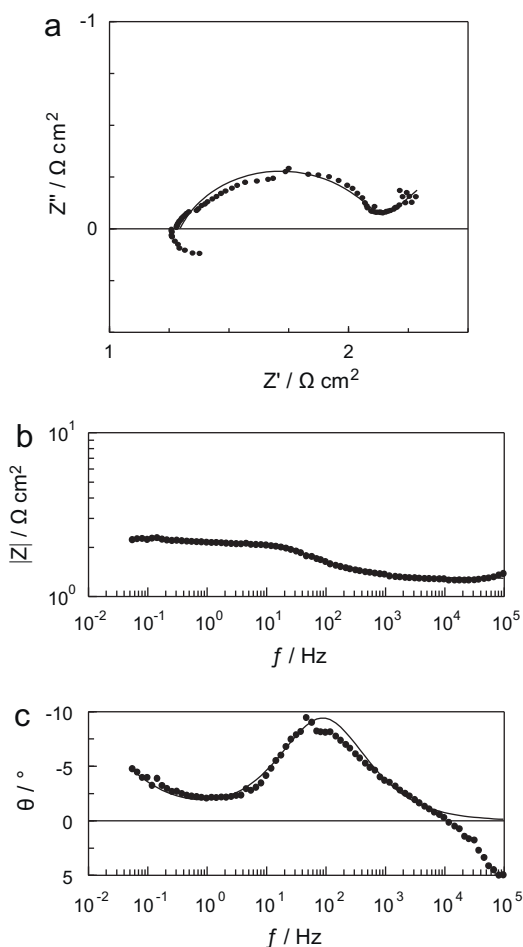 a
-1
Z" / Ω cm²
0
1
2
Z' / Ω cm²
b
10¹
|Z| / Ω cm²
10⁰
10⁻² 10⁻¹ 10⁰ 10¹ 10² 10³ 10⁴ 10⁵
f / Hz
c
-10
-5
θ / °
0
5
10⁻² 10⁻¹ 10⁰ 10¹ 10² 10³ 10⁴ 10⁵
f / Hz